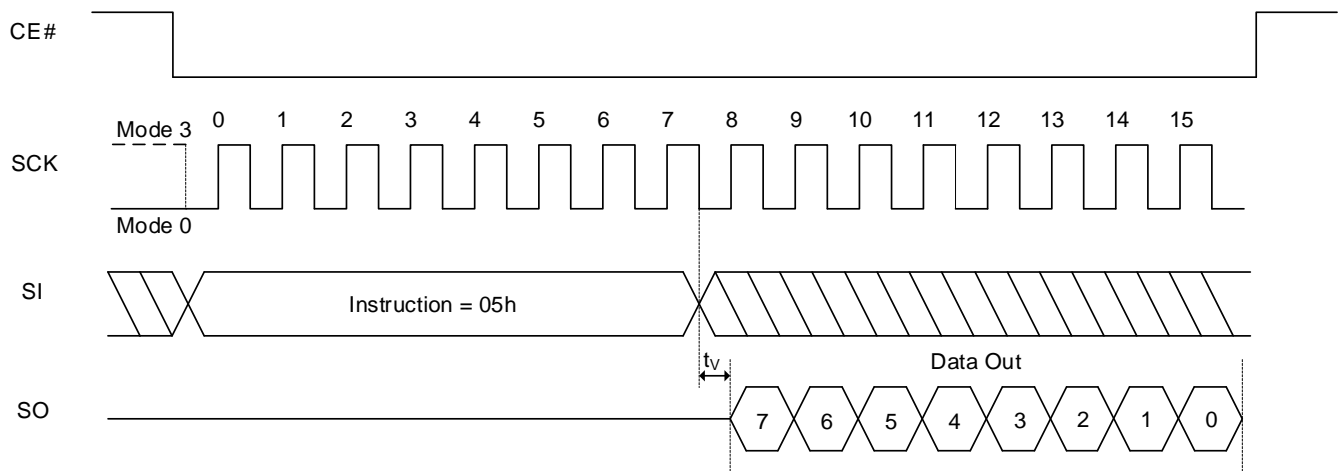 CE#
Mode 3
0 1 2 3 4 5 6 7 8 9 10 11 12 13 14 15
SCK
Mode 0
SI
Instruction = 05h
tV
Data Out
SO
7 6 5 4 3 2 1 0